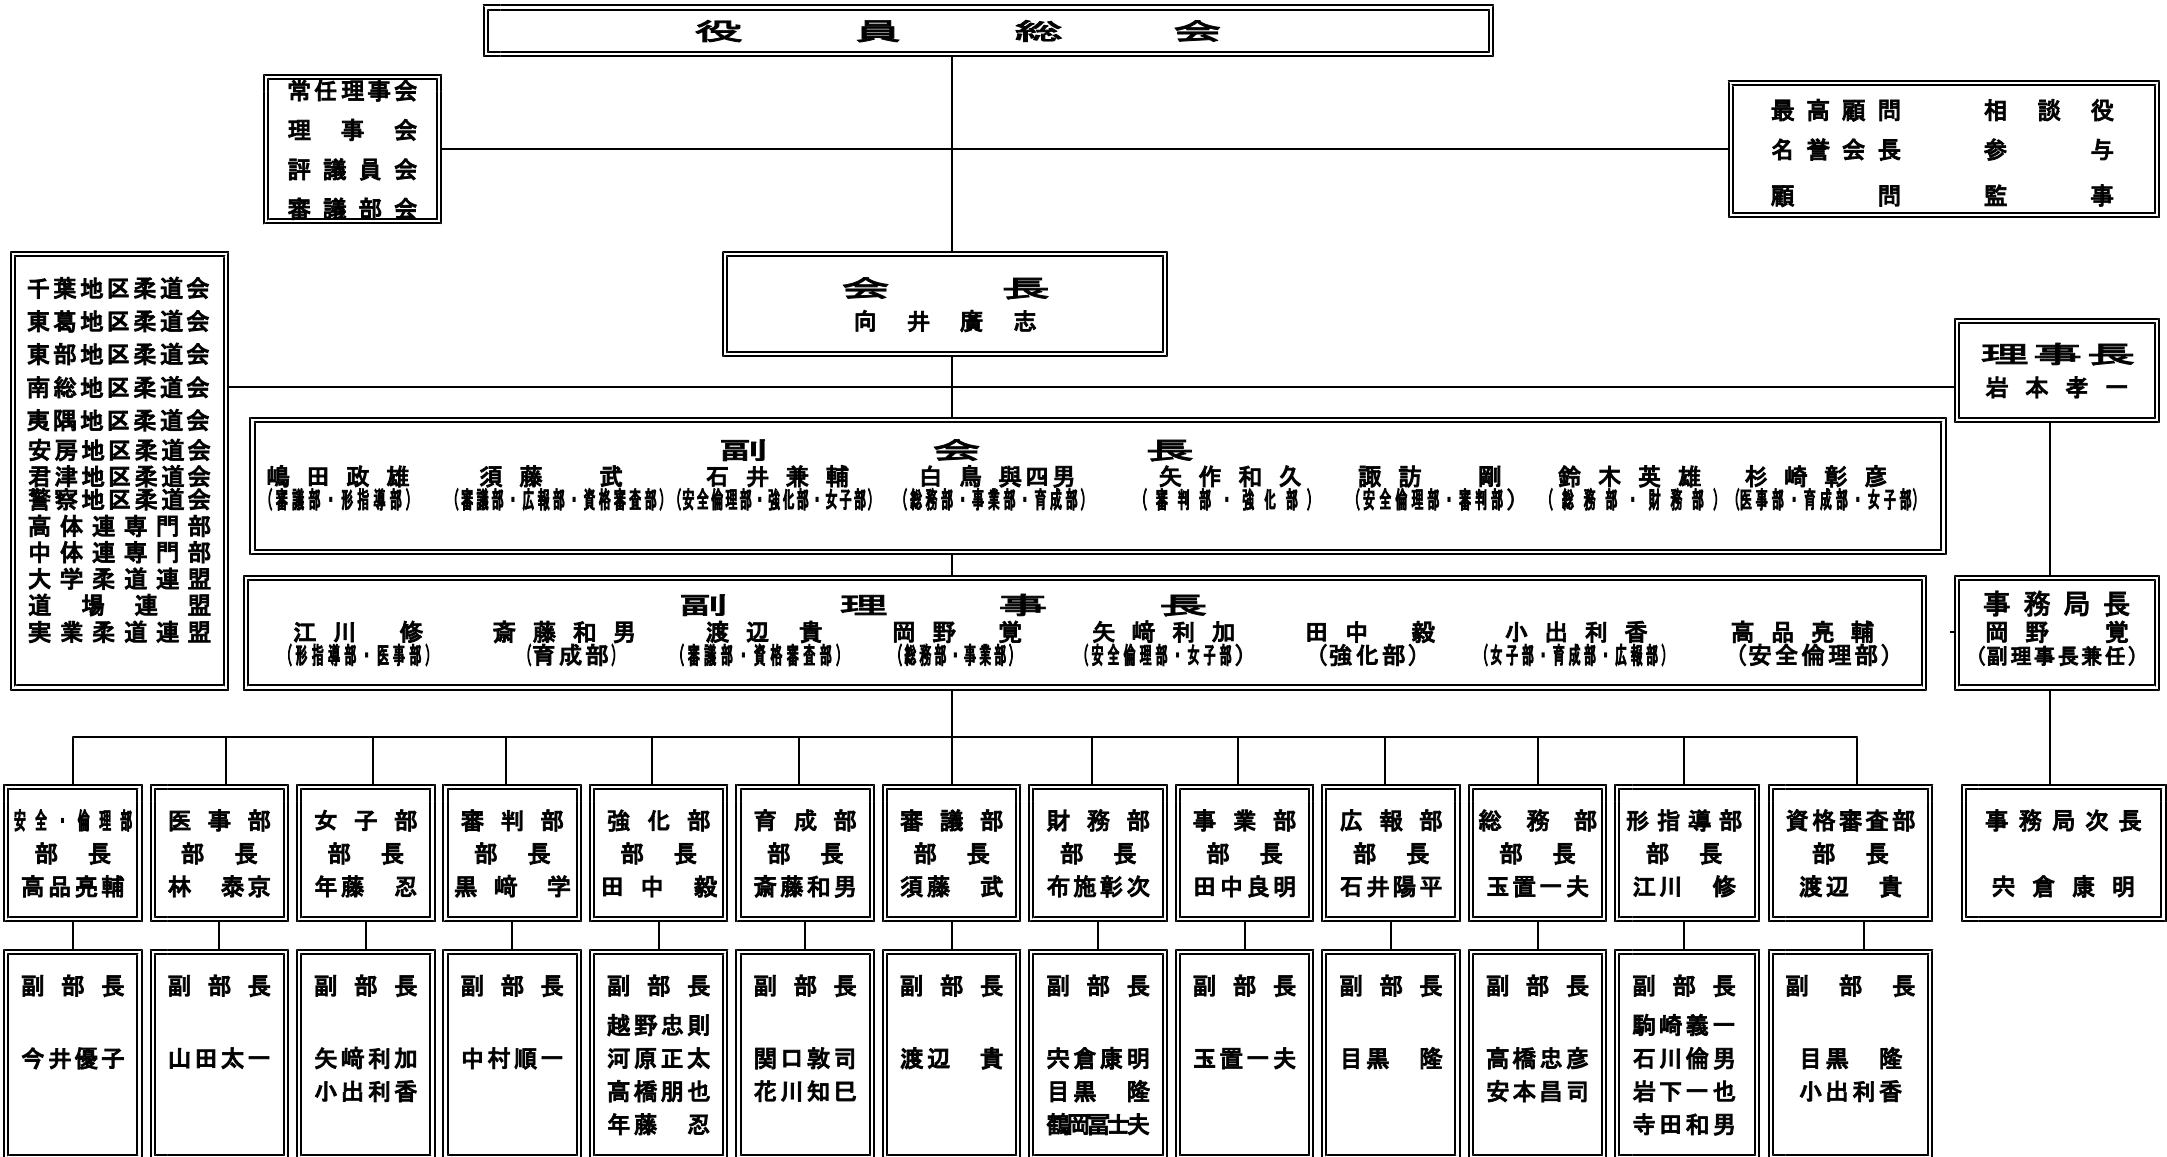 役員総会
常任理事会
理事会
評議員会
審議部会
最高顧問 相談役
名誉会長 参与
顧問 監事
会長
向井廣志
千葉地区柔道会
東葛地区柔道会
東部地区柔道会
南総地区柔道会
夷隅地区柔道会
安房地区柔道会
君津地区柔道会
警察地区柔道会
高体連専門部
中体連専門部
大学柔道連盟
道場連盟
実業柔道連盟
理事長
岩本孝一
副会長
嶋田政雄 須藤武 石井兼輔 白鳥與四男 矢作和久 諏訪剛 鈴木英雄 杉崎彰彦
(審議部・形指導部) (審議部・広報部・資格審査部) (安全倫理部・強化部・女子部) (総務部・事業部・育成部) (審判部・強化部) (安全倫理部・審判部) (総務部・財務部) (医事部・育成部・女子部)
副理事長
江川修 斎藤和男 渡辺貴 岡野覚 矢﨑利加 田中毅 小出利香 高品亮輔
(形指導部・医事部) (育成部) (審議部・資格審査部) (総務部・事業部) (安全倫理部・女子部) (強化部) (女子部・育成部・広報部) (安全倫理部)
事務局長
岡野覚
(副理事長兼任)
安全・倫理部
部長
高品亮輔
医事部
部長
林泰京
女子部
部長
年藤忍
審判部
部長
黒﨑学
強化部
部長
田中毅
育成部
部長
斎藤和男
審議部
部長
須藤武
財務部
部長
布施彰次
事業部
部長
田中良明
広報部
部長
石井陽平
総務部
部長
玉置一夫
形指導部
部長
江川修
資格審査部
部長
渡辺貴
事務局次長
宍倉康明
副部長
今井優子
副部長
山田太一
副部長
矢﨑利加
小出利香
副部長
中村順一
副部長
越野忠則
河原正太
髙橋朋也
年藤忍
副部長
関口敦司
花川知巳
副部長
渡辺貴
副部長
宍倉康明
目黒隆
鶴岡冨士夫
副部長
玉置一夫
副部長
目黒隆
副部長
髙橋忠彦
安本昌司
副部長
駒崎義一
石川倫男
岩下一也
寺田和男
副部長
目黒隆
小出利香